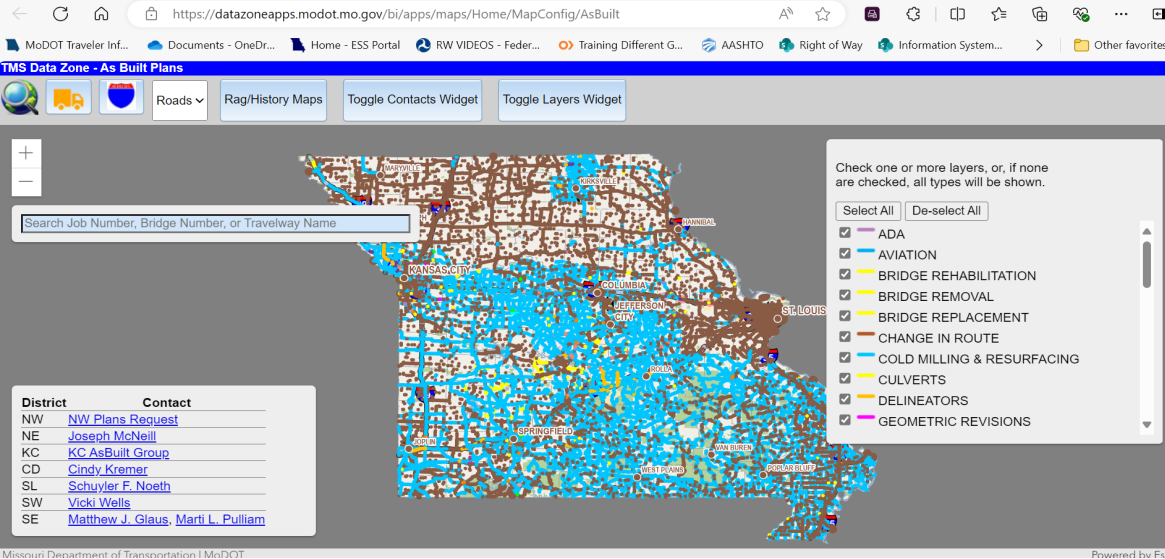 https://datazoneapps.modot.mo.gov/bi/apps/maps/Home/MapConfig/AsBuilt
MoDOT Traveler Inf... Documents - OneDr... Home - ESS Portal RW VIDEOS - Feder... Training Different G... AASHTO Right of Way Information System... Other favorites
TMS Data Zone - As Built Plans
Roads Rag/History Maps Toggle Contacts Widget Toggle Layers Widget
Search Job Number, Bridge Number, or Travelway Name
MARYVILLE
KIRKSVILLE
HANNIBAL
KANSAS CITY
COLUMBIA
JEFFERSON
CITY
ST. LOUIS
ROLLA
SPRINGFIELD
JOPLIN
VAN BUREN
WEST PLAINS
POPLAR BLUFF
Check one or more layers, or, if none
are checked, all types will be shown.
Select All De-select All
ADA
AVIATION
BRIDGE REHABILITATION
BRIDGE REMOVAL
BRIDGE REPLACEMENT
CHANGE IN ROUTE
COLD MILLING & RESURFACING
CULVERTS
DELINEATORS
GEOMETRIC REVISIONS
District Contact
NW NW Plans Request
NE Joseph McNeill
KC KC AsBuilt Group
CD Cindy Kremer
SL Schuyler F. Noeth
SW Vicki Wells
SE Matthew J. Glaus, Marti L. Pulliam
Missouri Department of Transportation | MoDOT
Powered by Es